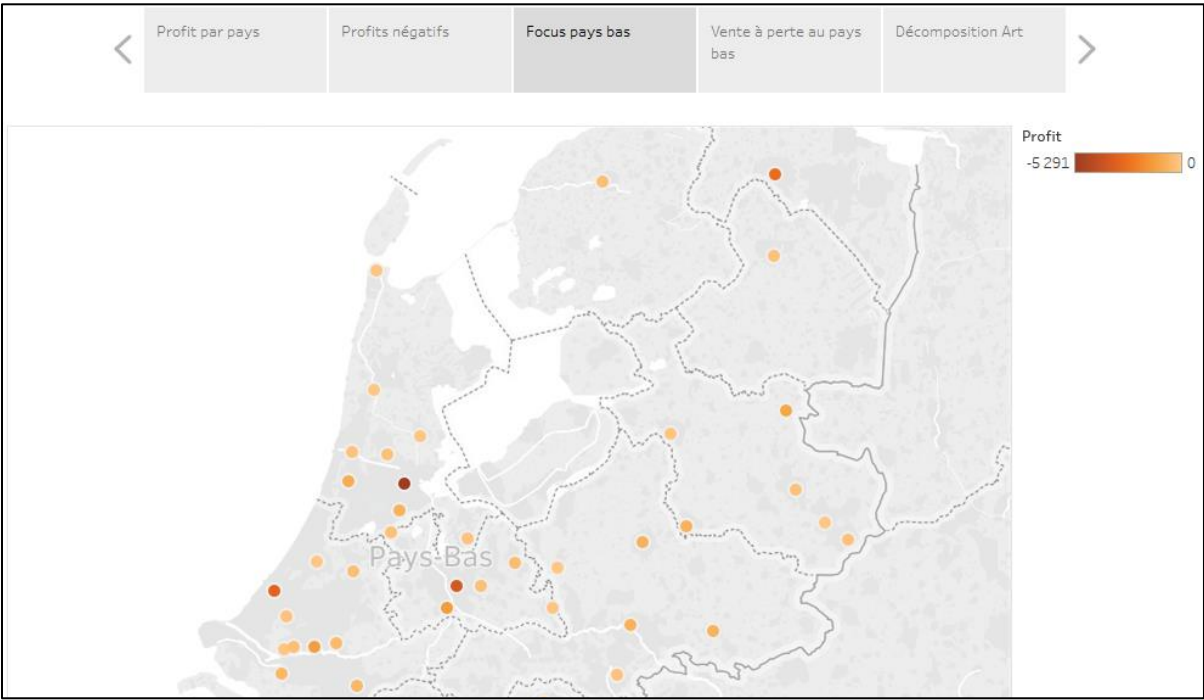 Profit par pays
Profits négatifs
Focus pays bas
Vente à perte au pays
bas
Décomposition Art
Profit
-5 291
0
Pays-Bas